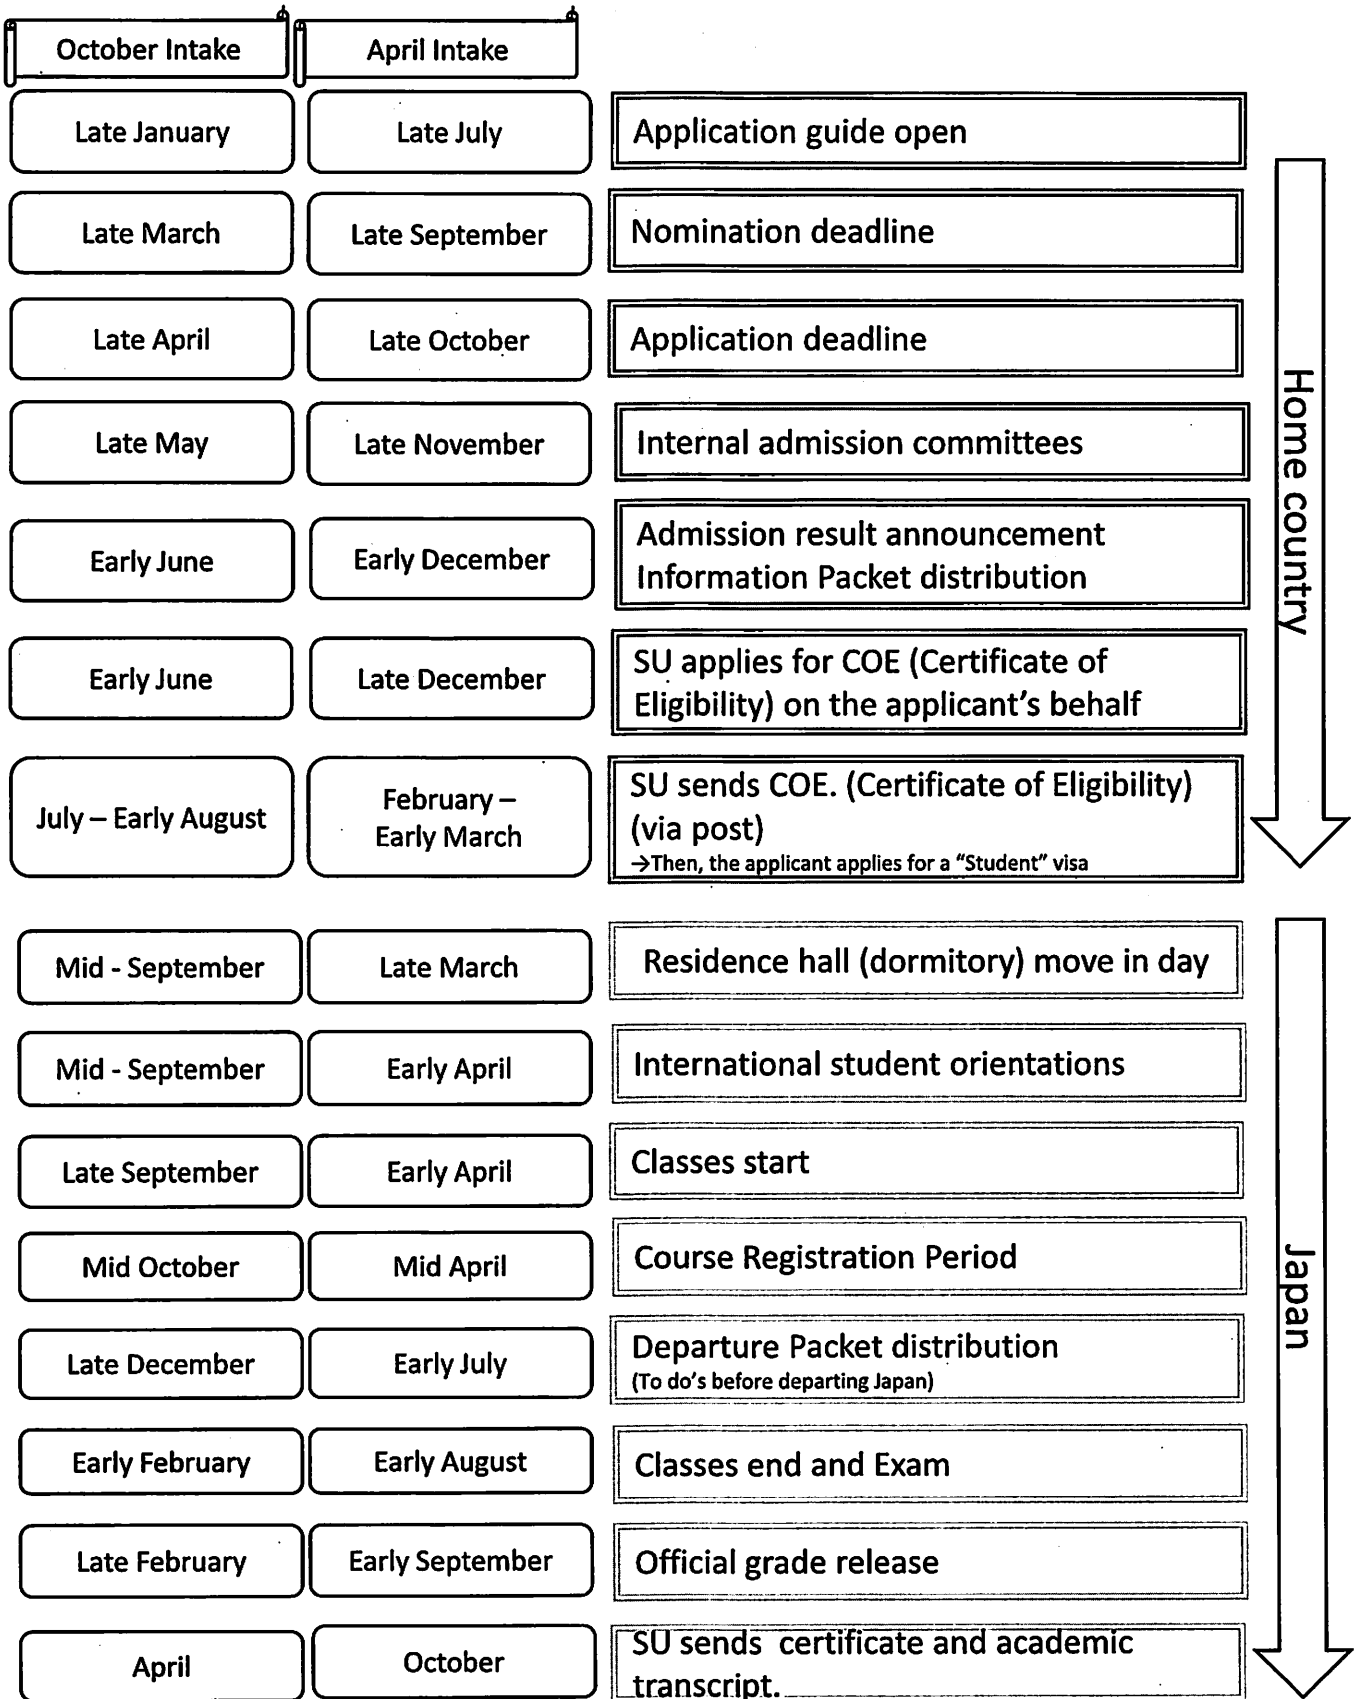 October Intake
April Intake
Late January
Late July
Application guide open
Late March
Late September
Nomination deadline
Late April
Late October
Application deadline
Late May
Late November
Internal admission committees
Early June
Early December
Admission result announcement
Information Packet distribution
Early June
Late December
SU applies for COE (Certificate of
Eligibility) on the applicant's behalf
July – Early August
February –
Early March
SU sends COE. (Certificate of Eligibility)
(via post)
→Then, the applicant applies for a "Student" visa
Home country
Mid - September
Late March
Residence hall (dormitory) move in day
Mid - September
Early April
International student orientations
Late September
Early April
Classes start
Mid October
Mid April
Course Registration Period
Late December
Early July
Departure Packet distribution
(To do's before departing Japan)
Early February
Early August
Classes end and Exam
Late February
Early September
Official grade release
April
October
SU sends certificate and academic
transcript.
Japan